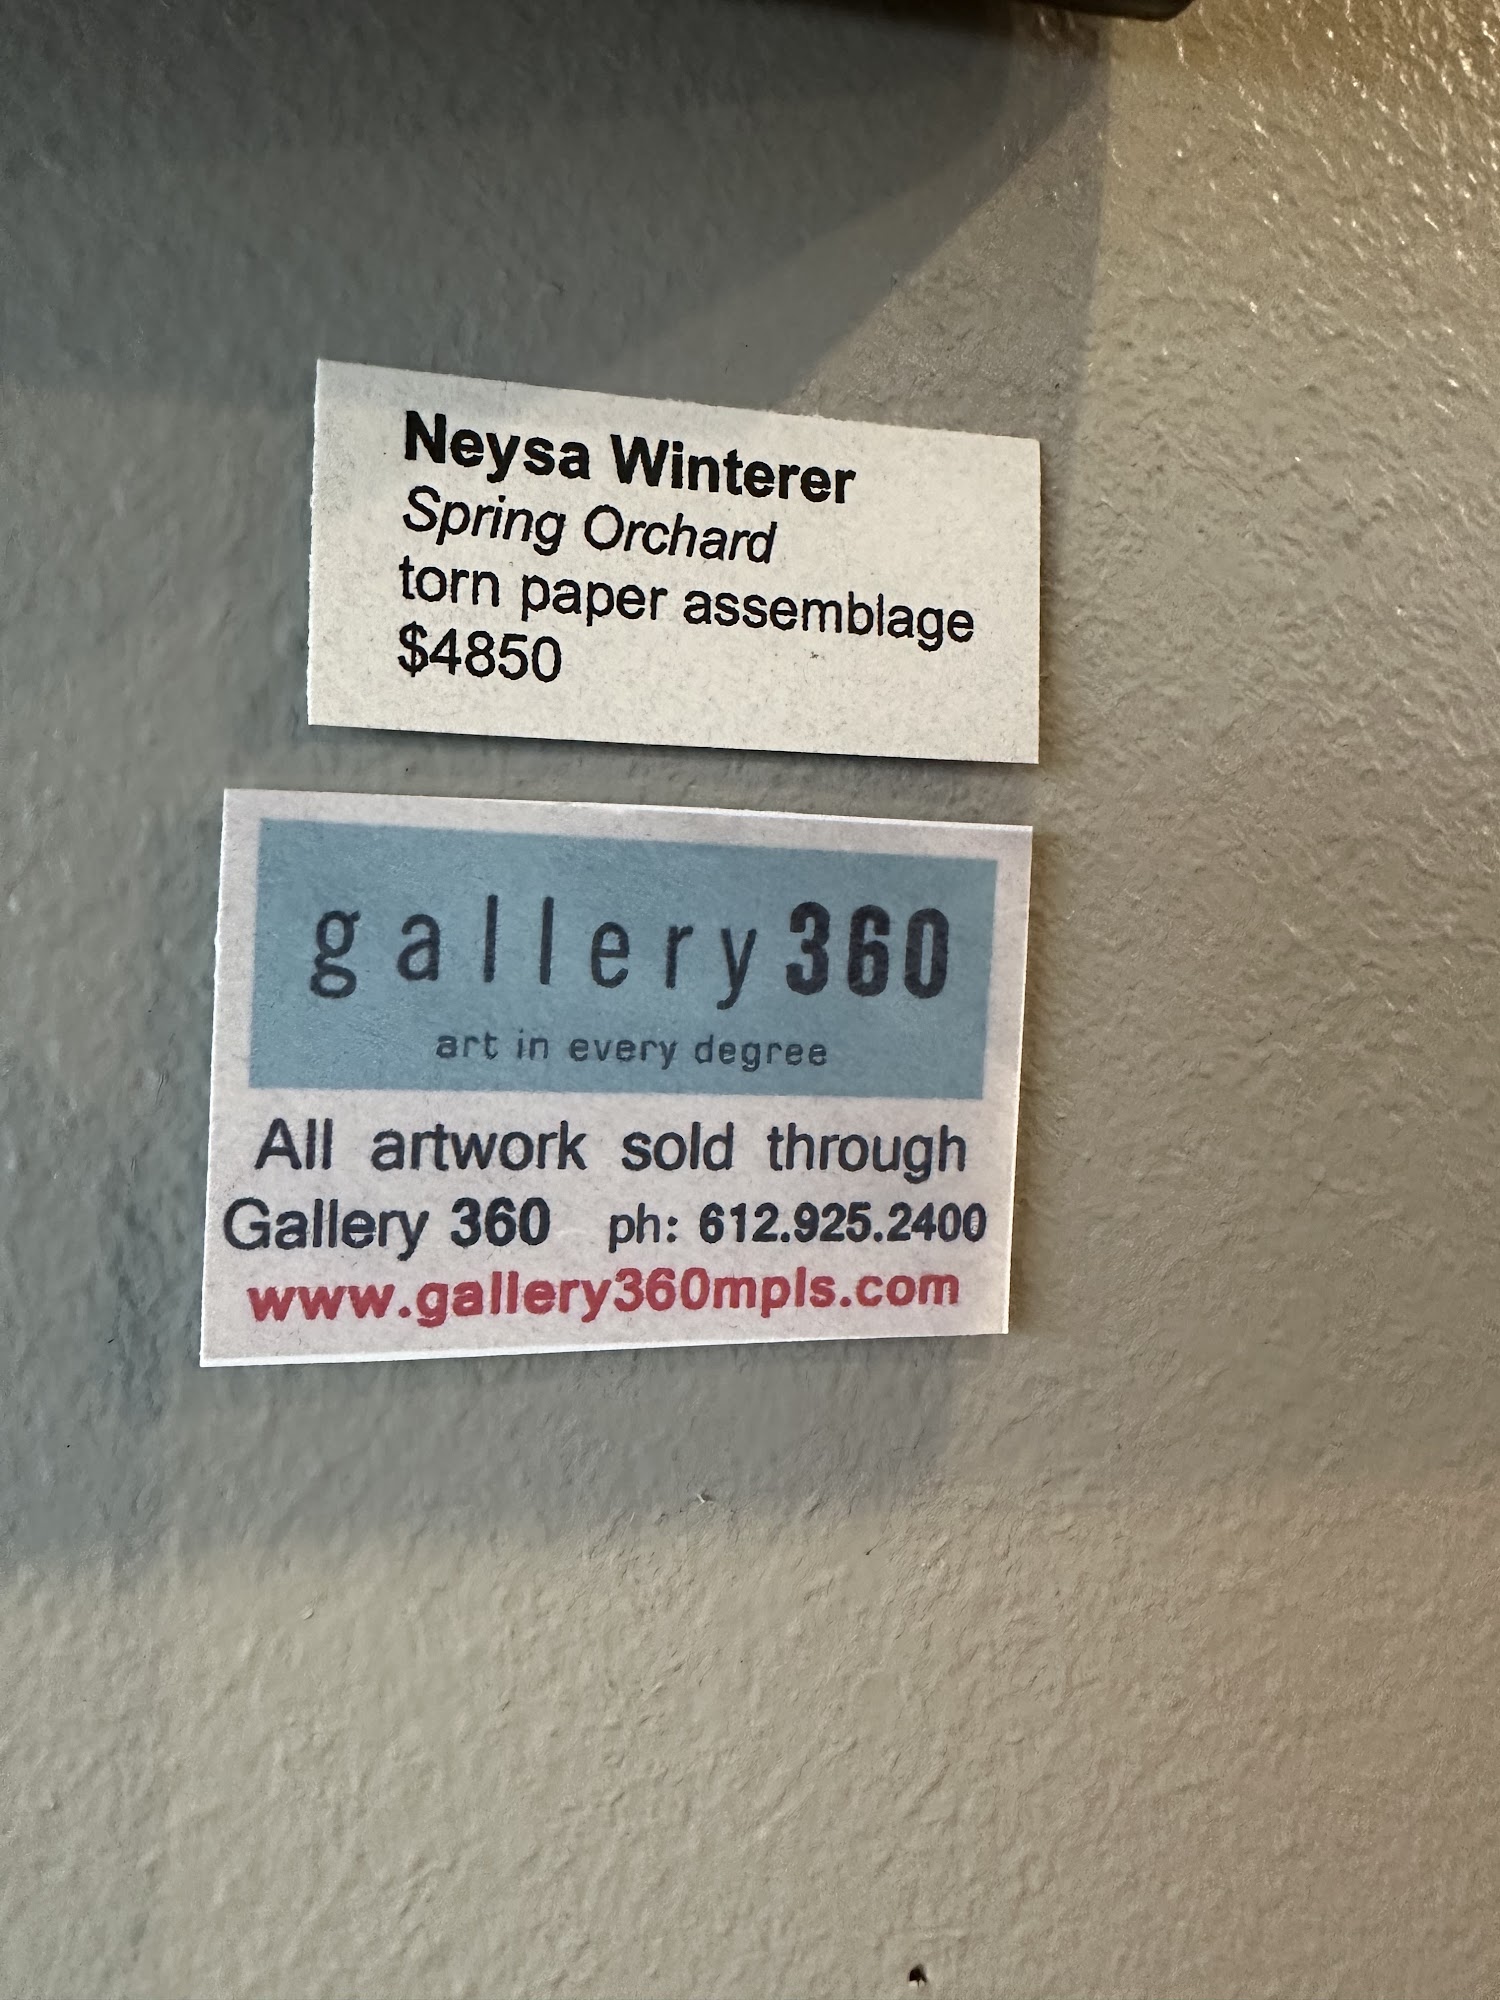 Neysa Winterer
Spring Orchard
torn paper assemblage
$4850
gallery360
art in every degree
All artwork sold through
Gallery 360 ph: 612.925.2400
www.gallery360mpls.com